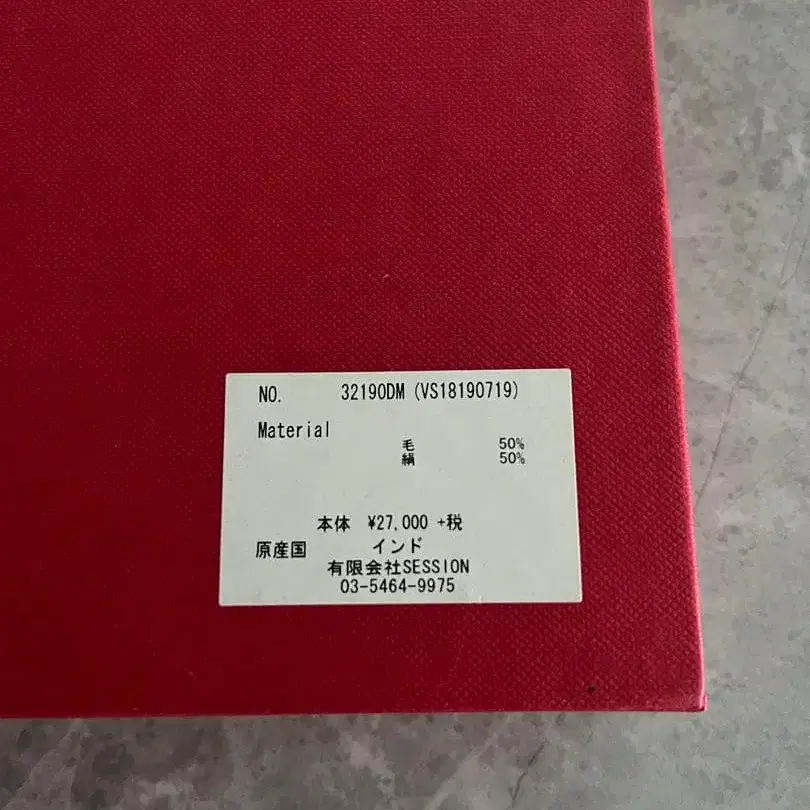 NO. 32190DM (VS18190719)
Material
毛 50%
絹 50%
本体 ¥27,000 +税
原産国 インド
有限会社SESSION
03-5464-9975